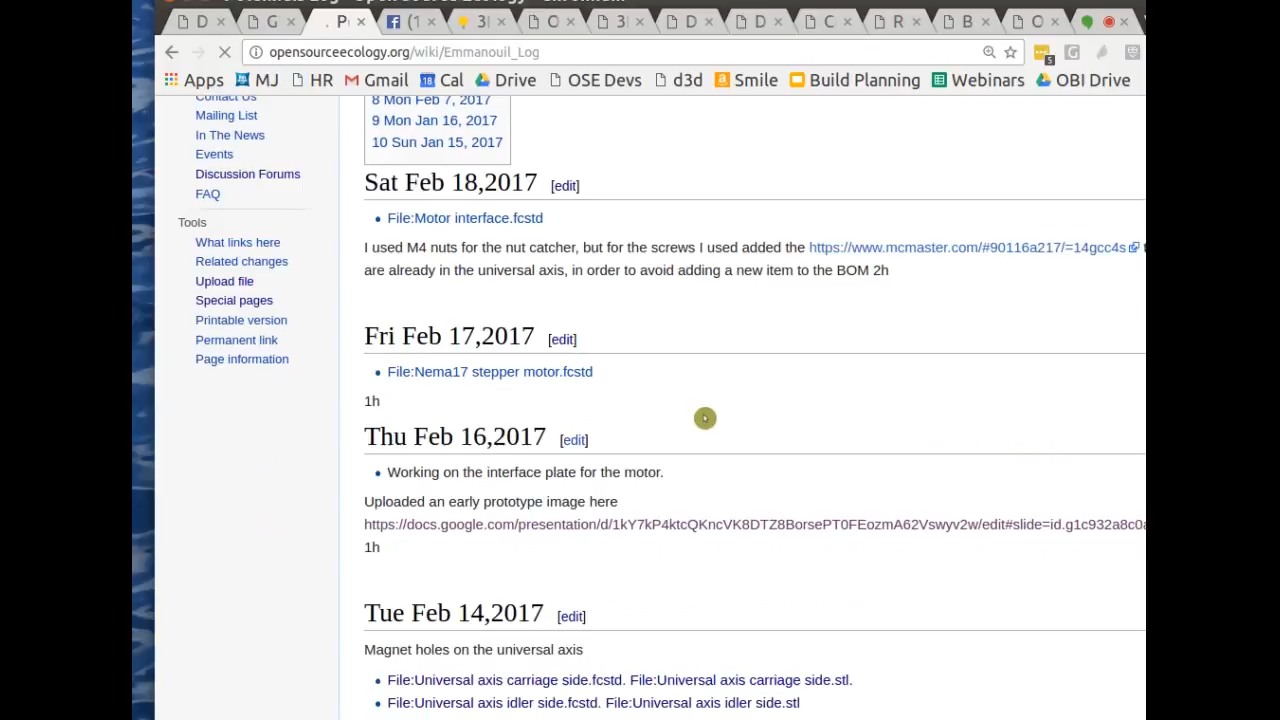 D × G × P × (1 × 3 × O × 3 × D × D × C × R × B × O ×
opensourceecology.org/wiki/Emmanouil_Log
5
Apps MJ HR Gmail 18 Cal Drive OSE Devs d3d Smile Build Planning Webinars OBI Drive
Contact Us
Mailing List
In The News
Events
Discussion Forums
FAQ
Tools
What links here
Related changes
Upload file
Special pages
Printable version
Permanent link
Page information
8 Mon Feb 7, 2017
9 Mon Jan 16, 2017
10 Sun Jan 15, 2017
Sat Feb 18,2017 [edit]
File:Motor interface.fcstd
I used M4 nuts for the nut catcher, but for the screws I used added the https://www.mcmaster.com/#90116a217/=14gcc4s
are already in the universal axis, in order to avoid adding a new item to the BOM 2h
Fri Feb 17,2017 [edit]
File:Nema17 stepper motor.fcstd
1h
Thu Feb 16,2017 [edit]
Working on the interface plate for the motor.
Uploaded an early prototype image here
https://docs.google.com/presentation/d/1kY7kP4ktcQKncVK8DTZ8BorsePT0FEozmA62Vswyv2w/edit#slide=id.g1c932a8c0a
1h
Tue Feb 14,2017 [edit]
Magnet holes on the universal axis
File:Universal axis carriage side.fcstd. File:Universal axis carriage side.stl.
File:Universal axis idler side.fcstd. File:Universal axis idler side.stl